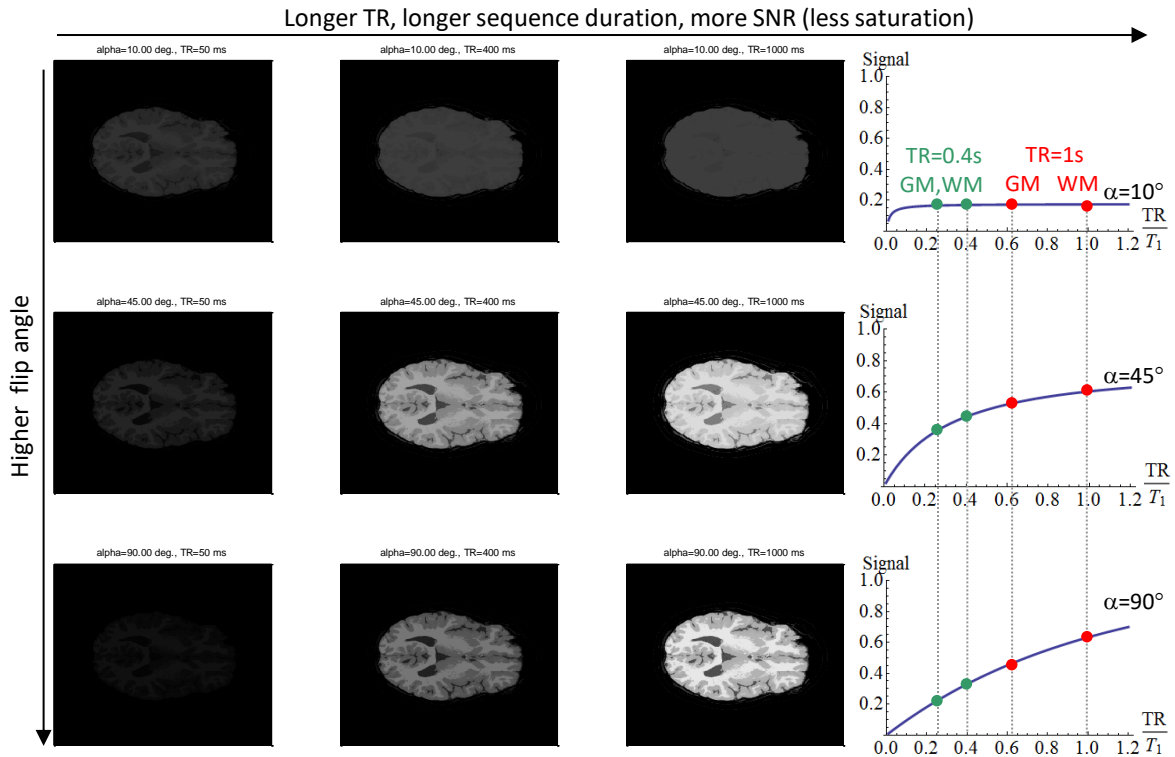 Longer TR, longer sequence duration, more SNR (less saturation)
Higher flip angle
alpha=10.00 deg., TR=50 ms
alpha=10.00 deg., TR=400 ms
alpha=10.00 deg., TR=1000 ms
Signal
1.0
0.8
0.6
0.4
0.2
TR=0.4s TR=1s
GM,WM GM WM
α=10°
0.0 0.2 0.4 0.6 0.8 1.0 1.2
TR
T1
alpha=45.00 deg., TR=50 ms
alpha=45.00 deg., TR=400 ms
alpha=45.00 deg., TR=1000 ms
Signal
1.0
0.8
0.6
0.4
0.2
α=45°
0.0 0.2 0.4 0.6 0.8 1.0 1.2
TR
T1
alpha=90.00 deg., TR=50 ms
alpha=90.00 deg., TR=400 ms
alpha=90.00 deg., TR=1000 ms
Signal
1.0
0.8
0.6
0.4
0.2
α=90°
0.0 0.2 0.4 0.6 0.8 1.0 1.2
TR
T1